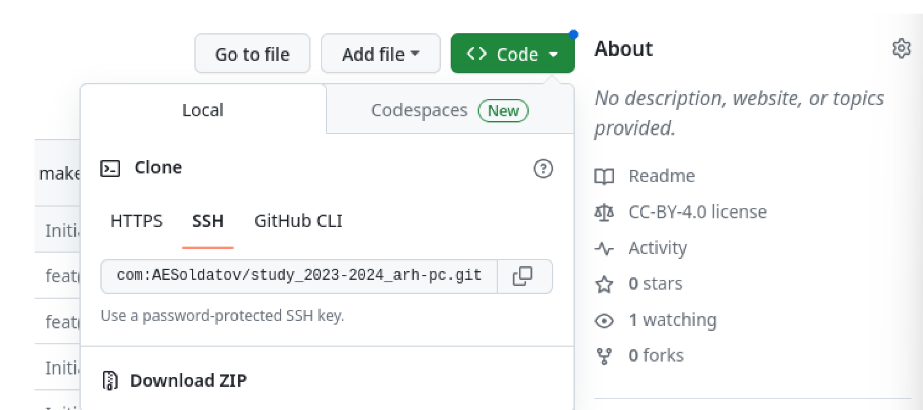 Go to file
Add file
Code
About
Local
Codespaces New
No description, website, or topics
provided.
make
Clone
Readme
HTTPS SSH GitHub CLI
CC-BY-4.0 license
Initi
Activity
feat(
com:AESoldatov/study_2023-2024_arh-pc.git
0 stars
feat(
Use a password-protected SSH key.
1 watching
Initi
0 forks
Download ZIP